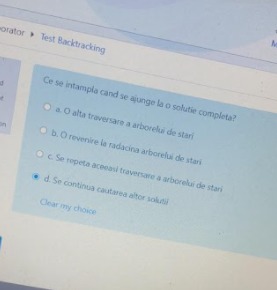 Test Backtracking
Ce se intampla cand se ajunge la o solutie completa?
a. O alta traversare a arborelui de stari
b. O revenire la radacina arborelui de stari
c. Se repeta aceeasi traversare a arborelui de stari
d. Se continua cautarea altor solutii
Clear my choice